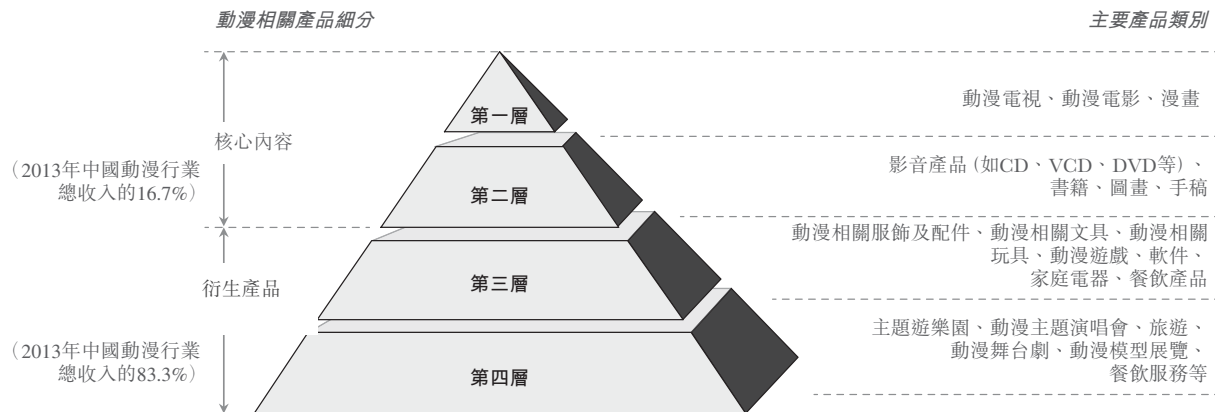 動漫相關產品細分
主要產品類別
第一層
動漫電視、動漫電影、漫畫
核心內容
(2013年中國動漫行業
總收入的16.7%)
第二層
影音產品(如CD、VCD、DVD等)、
書籍、圖畫、手稿
衍生產品
第三層
動漫相關服飾及配件、動漫相關文具、動漫相關
玩具、動漫遊戲、軟件、
家庭電器、餐飲產品
(2013年中國動漫行業
總收入的83.3%)
第四層
主題遊樂園、動漫主題演唱會、旅遊、
動漫舞台劇、動漫模型展覽、
餐飲服務等